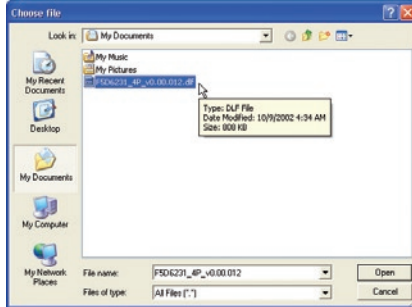 Choose file
Look in: My Documents
My Music
My Pictures
F5D6231_4P_v0.00.012.dlf
Type: DLF File
Date Modified: 10/9/2002 4:34 AM
Size: 808 KB
My Recent Documents
Desktop
My Documents
My Computer
My Network Places
File name: F5D6231_4P_v0.00.012 Open
Files of type: All Files (*.*) Cancel